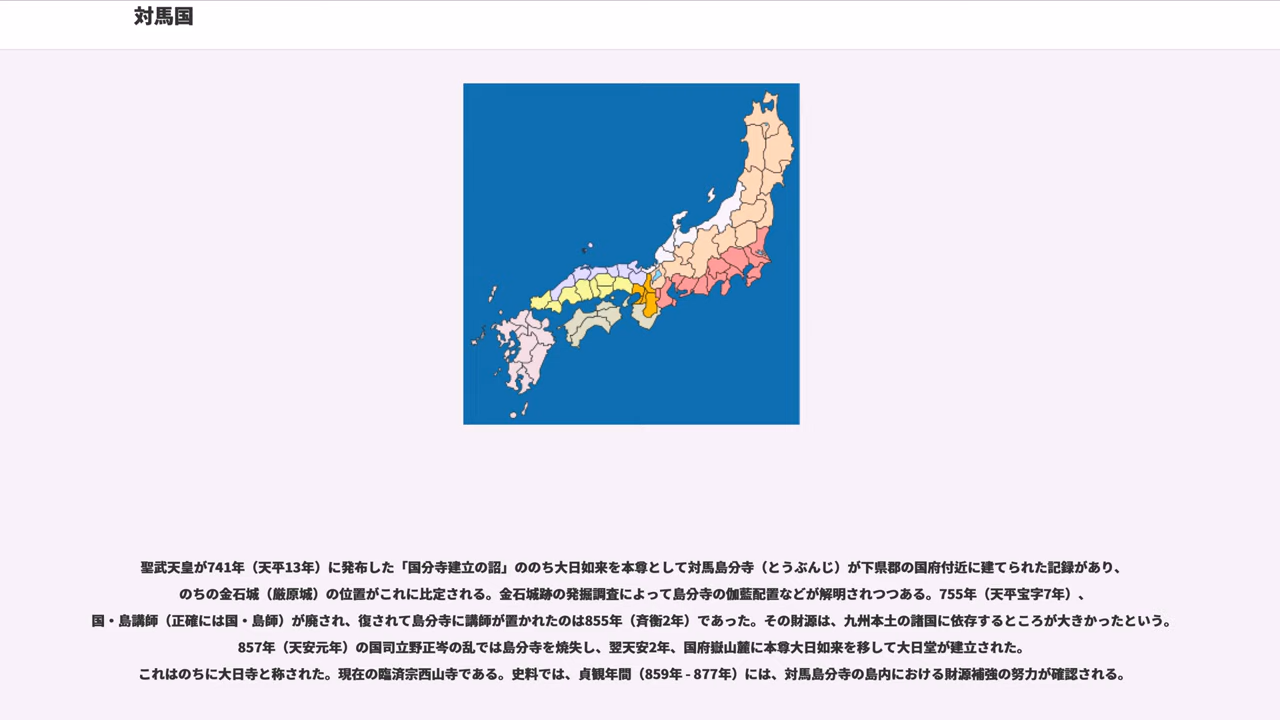 対馬国
聖武天皇が741年（天平13年）に発布した「国分寺建立の詔」ののち大日如来を本尊として対馬島分寺（とうぶんじ）が下県郡の国府付近に建てられた記録があり、
のちの金石城（厳原城）の位置がこれに比定される。金石城跡の発掘調査によって島分寺の伽藍配置などが解明されつつある。755年（天平宝字7年）、
国・島講師（正確には国・島師）が廃され、復されて島分寺に講師が置かれたのは855年（斉衡2年）であった。その財源は、九州本土の諸国に依存するところが大きかったという。
857年（天安元年）の国司立野正岑の乱では島分寺を焼失し、翌天安2年、国府嶽山麓に本尊大日如来を移して大日堂が建立された。
これはのちに大日寺と称された。現在の臨済宗西山寺である。史料では、貞観年間（859年 - 877年）には、対馬島分寺の島内における財源補強の努力が確認される。